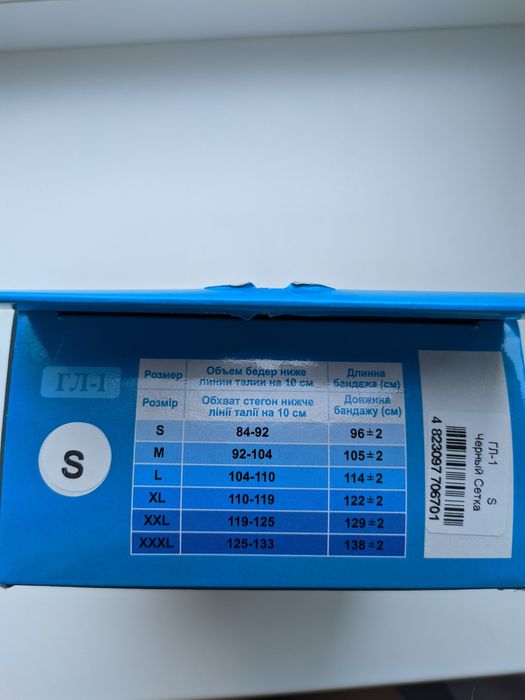 ГЛ-1
S
Размер Объем бедер ниже линии талии на 10 см Длинна бандажа (см)
Розмір Обхват стегон нижче лінії талії на 10 см Довжина бандажу (см)
S 84-92 96±2
M 92-104 105±2
L 104-110 114±2
XL 110-119 122±2
XXL 119-125 129±2
XXXL 125-133 138±2
S
ГЛ-1
Черный Сетка
4 823097 706701